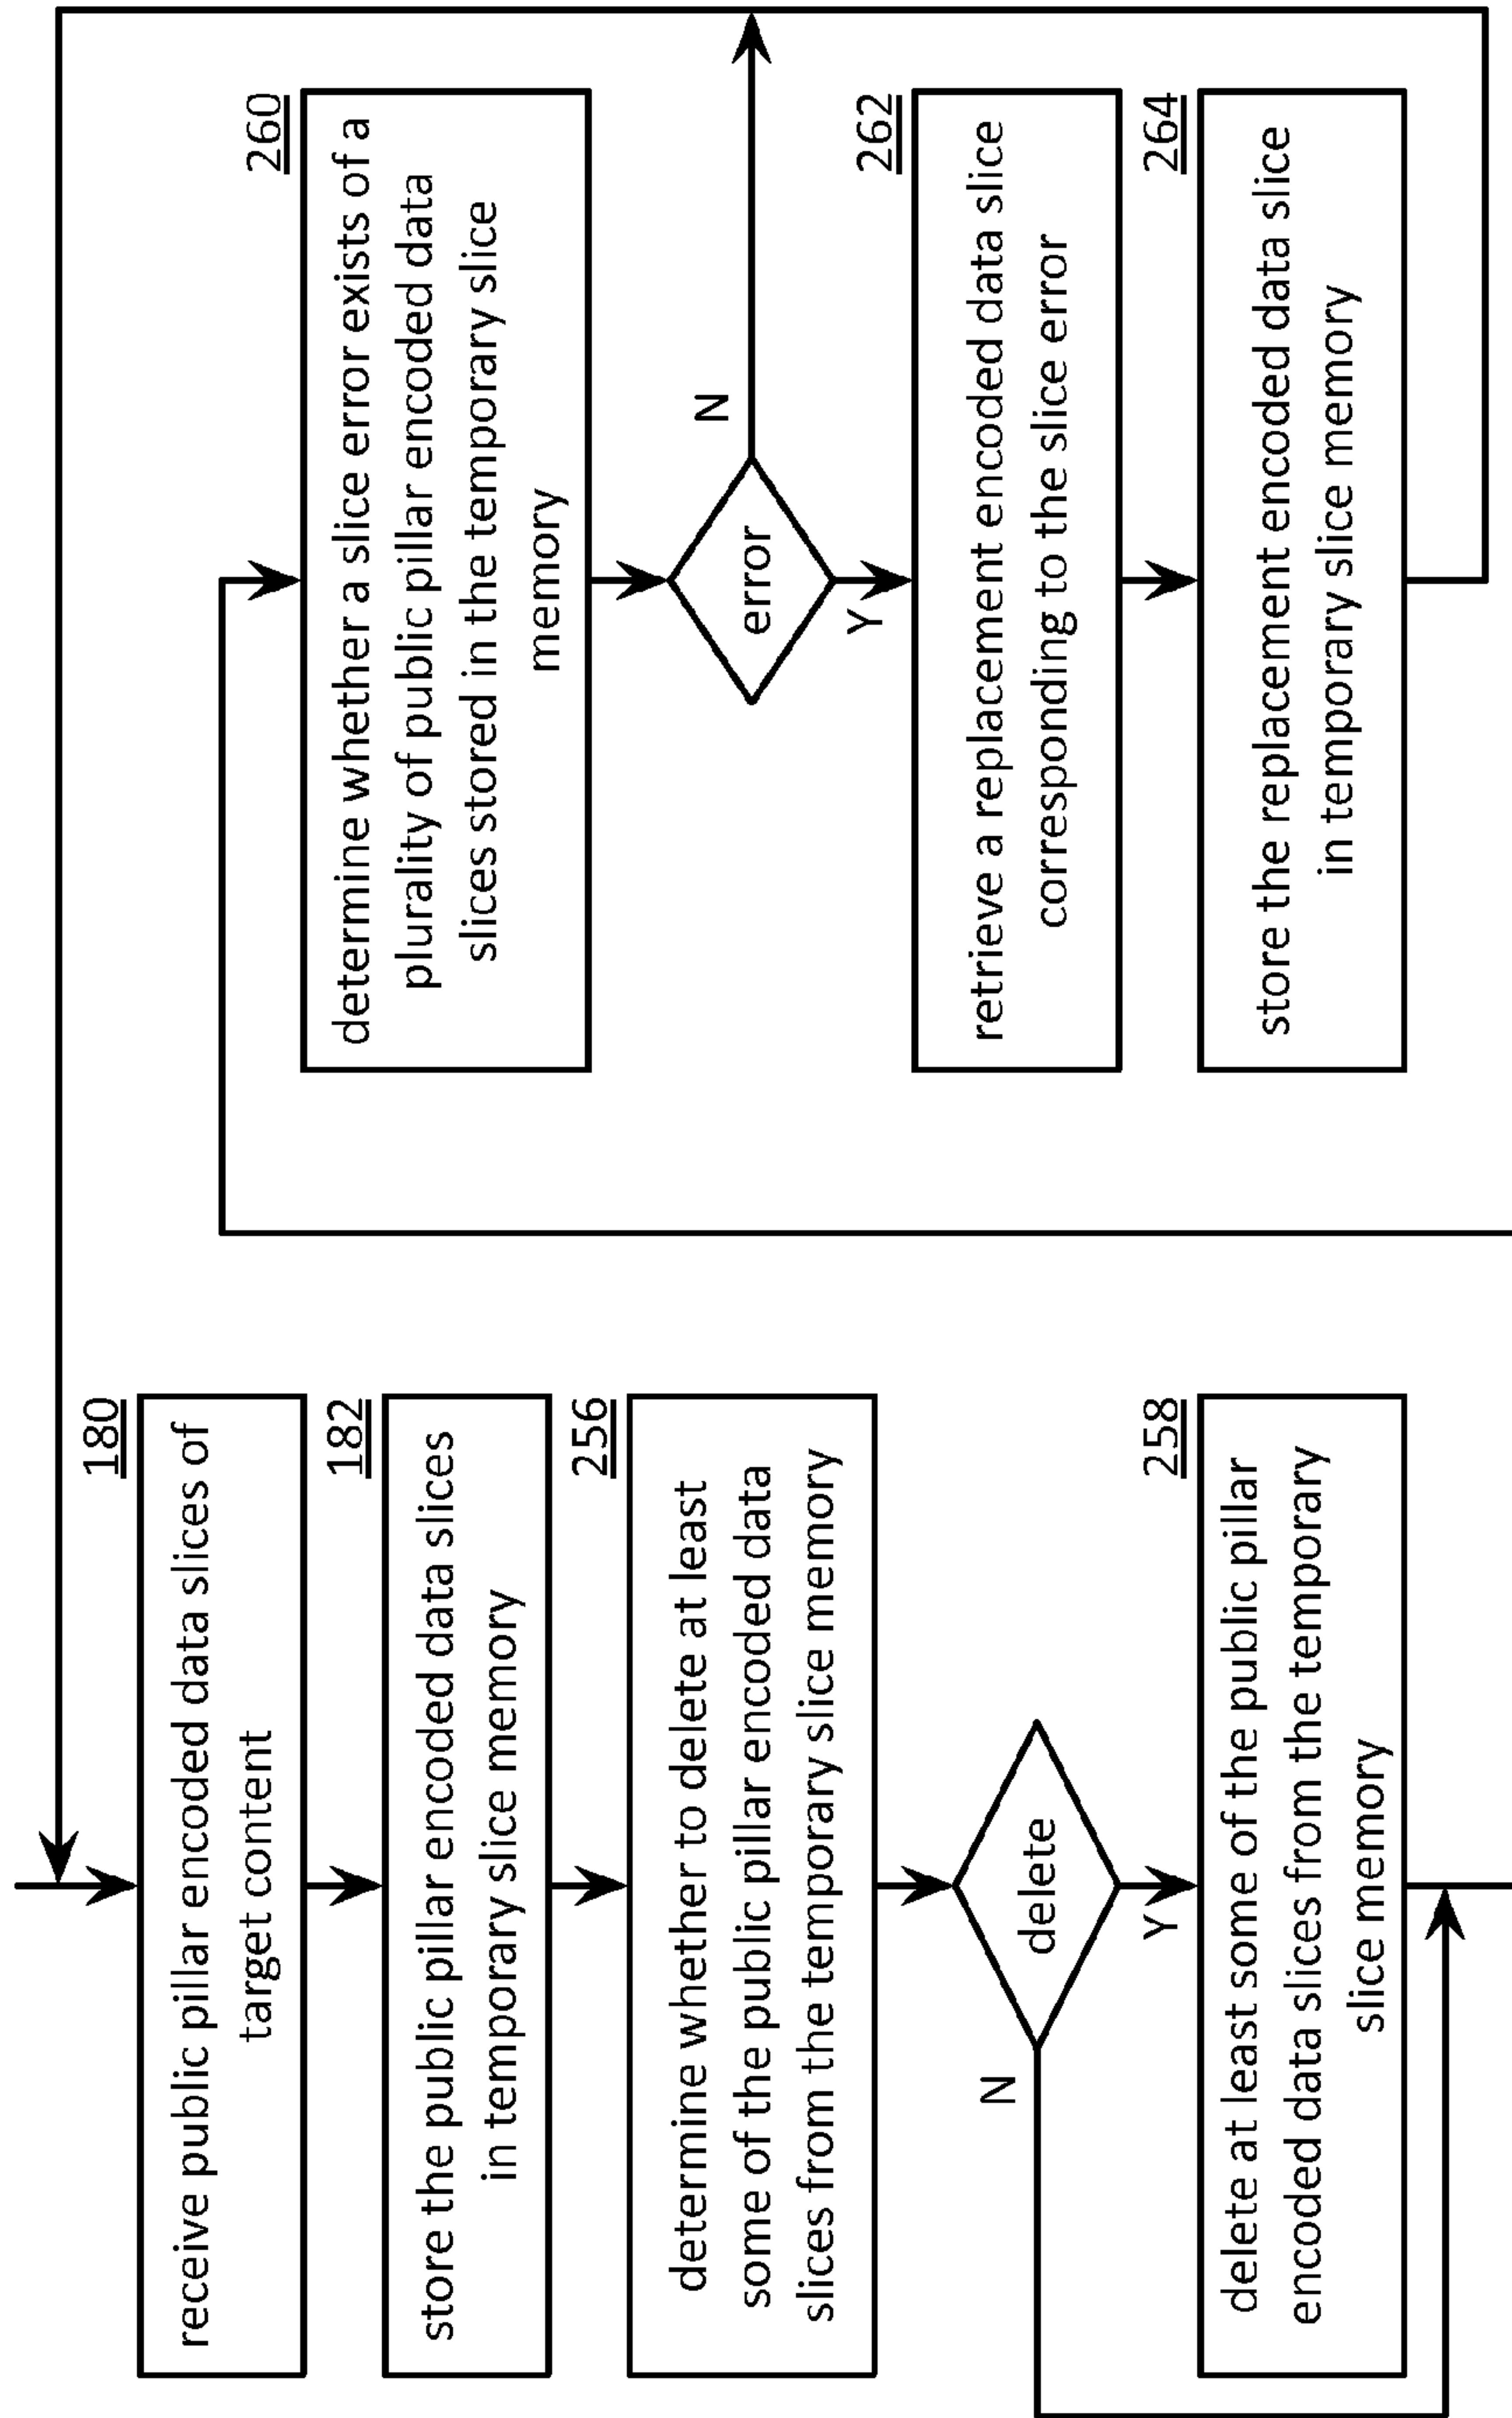 180
receive public pillar encoded data slices of
target content
182
store the public pillar encoded data slices
in temporary slice memory
256
determine whether to delete at least
some of the public pillar encoded data
slices from the temporary slice memory
delete
N
Y
258
delete at least some of the public pillar
encoded data slices from the temporary
slice memory
260
determine whether a slice error exists of a
plurality of public pillar encoded data
slices stored in the temporary slice
memory
error
N
Y
262
retrieve a replacement encoded data slice
corresponding to the slice error
264
store the replacement encoded data slice
in temporary slice memory